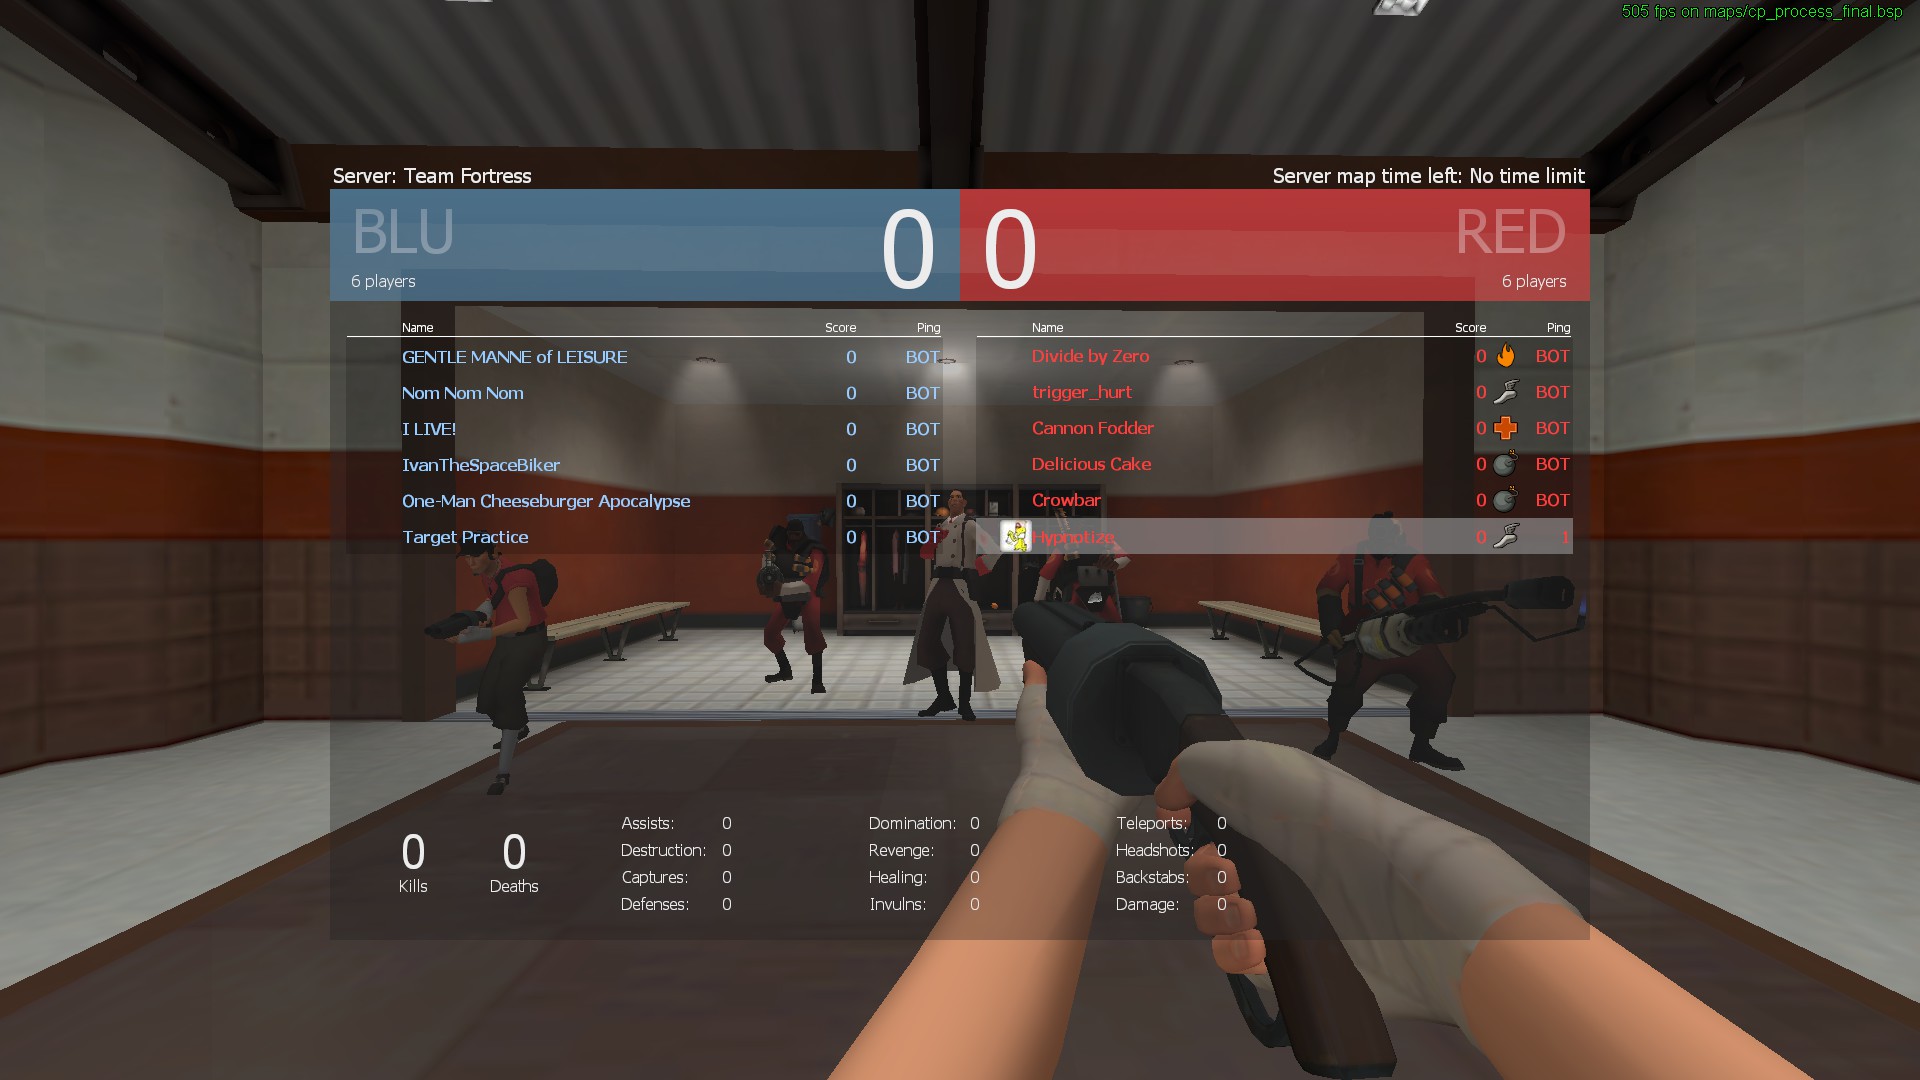 505 fps on maps/cp_process_final.bsp
Server: Team Fortress Server map time left: No time limit
BLU 0 0 RED
6 players 6 players
Name Score Ping Name Score Ping
GENTLE MANNE of LEISURE 0 BOT Divide by Zero 0 BOT
Nom Nom Nom 0 BOT trigger_hurt 0 BOT
I LIVE! 0 BOT Cannon Fodder 0 BOT
IvanTheSpaceBiker 0 BOT Delicious Cake 0 BOT
One-Man Cheeseburger Apocalypse 0 BOT Crowbar 0 BOT
Target Practice 0 BOT Hypnotize 0 1
Assists: 0 Domination: 0 Teleports: 0
0 0 Destruction: 0 Revenge: 0 Headshots: 0
Kills Deaths Captures: 0 Healing: 0 Backstabs: 0
Defenses: 0 Invulns: 0 Damage: 0